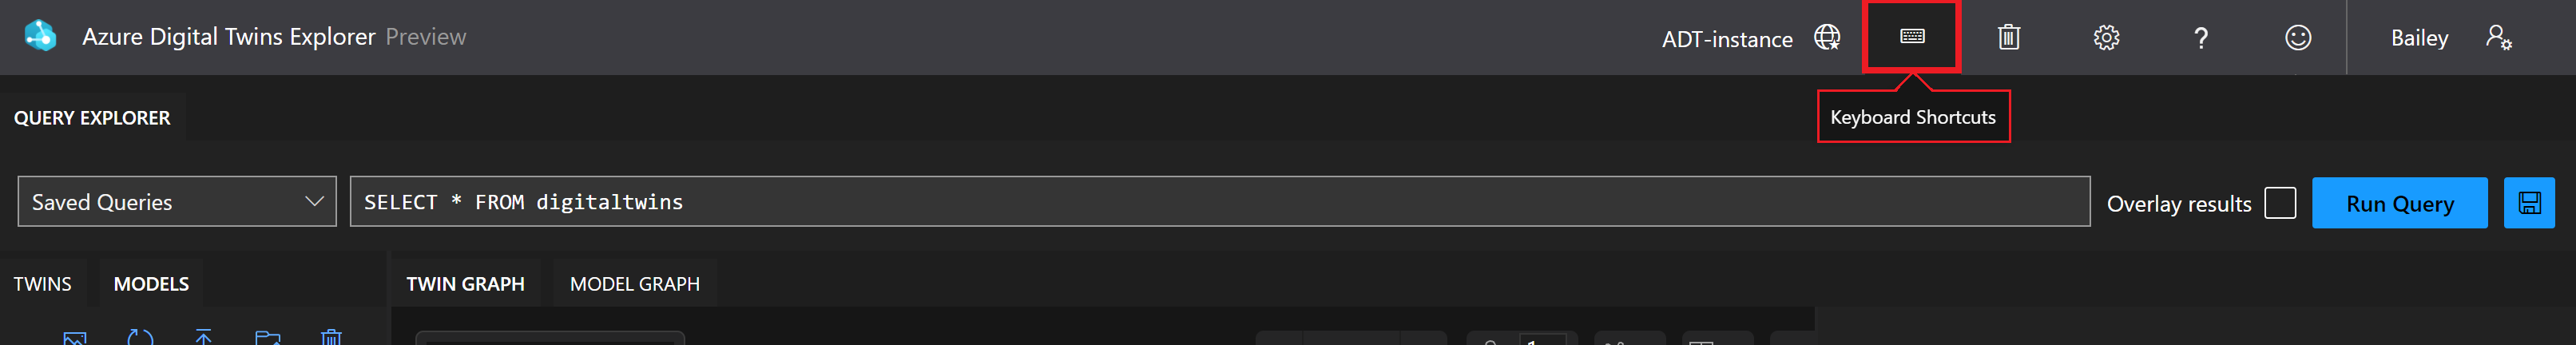 Azure Digital Twins Explorer Preview
ADT-instance
?
Bailey
Keyboard Shortcuts
QUERY EXPLORER
Saved Queries
SELECT * FROM digitaltwins
Overlay results
Run Query
TWINS
MODELS
TWIN GRAPH
MODEL GRAPH